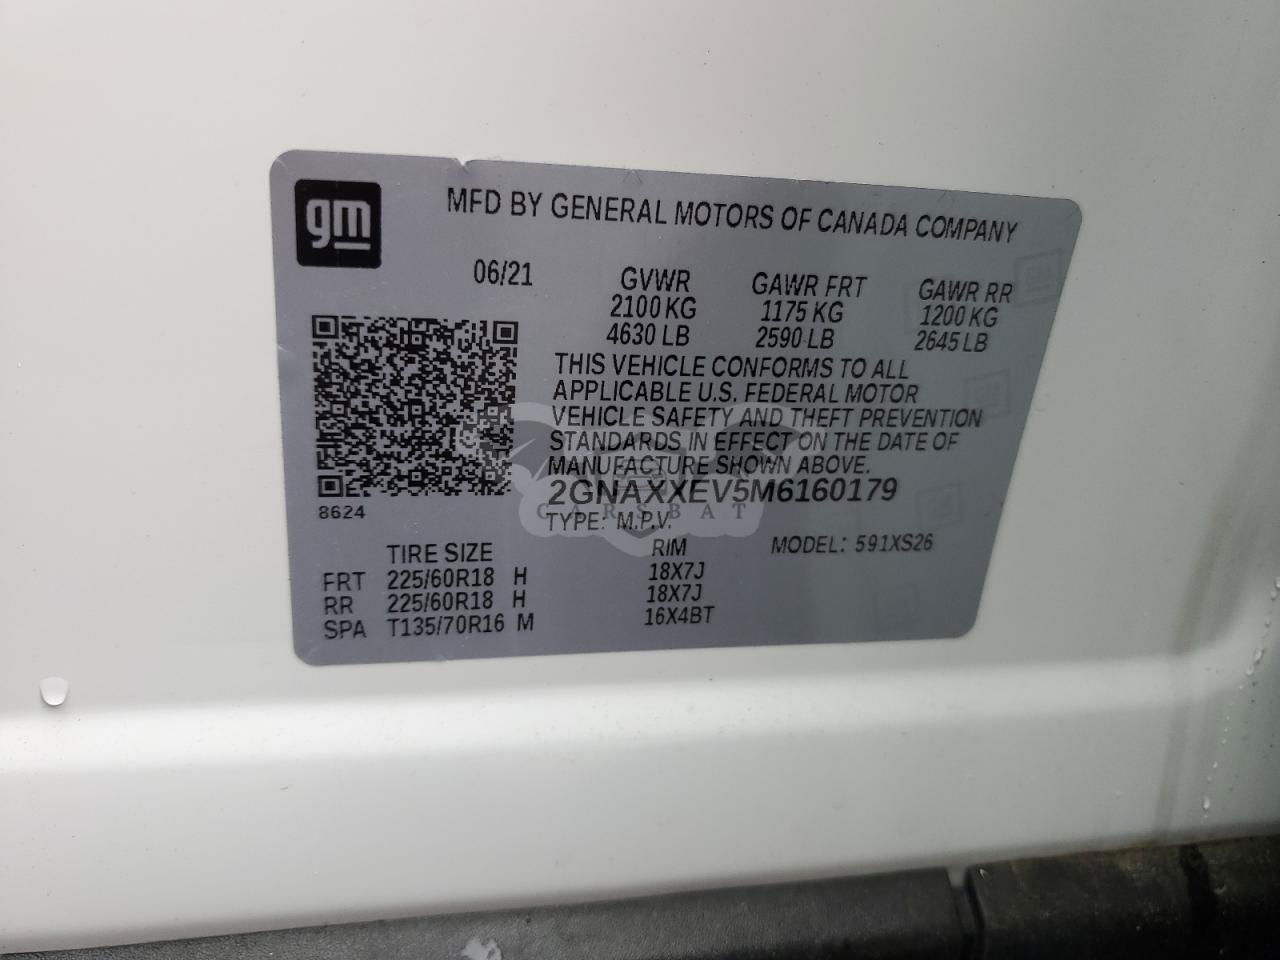 gm
MFD BY GENERAL MOTORS OF CANADA COMPANY
06/21 GVWR GAWR FRT GAWR RR
2100 KG 1175 KG 1200 KG
4630 LB 2590 LB 2645 LB
THIS VEHICLE CONFORMS TO ALL
APPLICABLE U.S. FEDERAL MOTOR
VEHICLE SAFETY AND THEFT PREVENTION
STANDARDS IN EFFECT ON THE DATE OF
MANUFACTURE SHOWN ABOVE.
2GNAXXEV5M6160179
CARSBAT
8624
TYPE: M.P.V. MODEL: 591XS26
TIRE SIZE RIM
FRT 225/60R18 H 18X7J
RR 225/60R18 H 18X7J
SPA T135/70R16 M 16X4BT